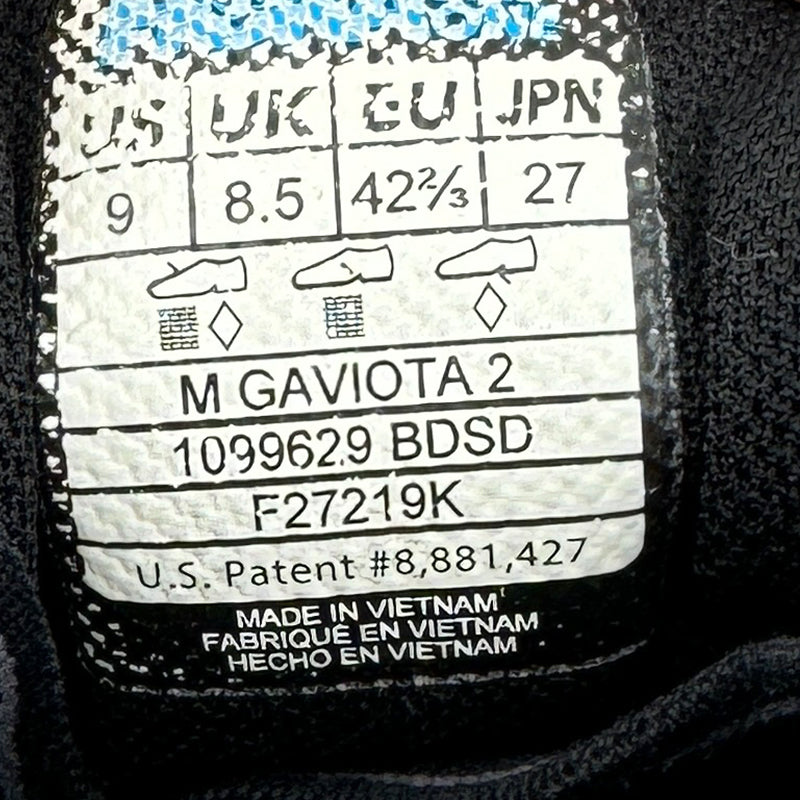 US UK EU JPN
9 8.5 42⅔ 27
M GAVIOTA 2
1099629 BDSD
F27219K
U.S. Patent #8,881,427
MADE IN VIETNAM
FABRIQUÉ EN VIETNAM
HECHO EN VIETNAM